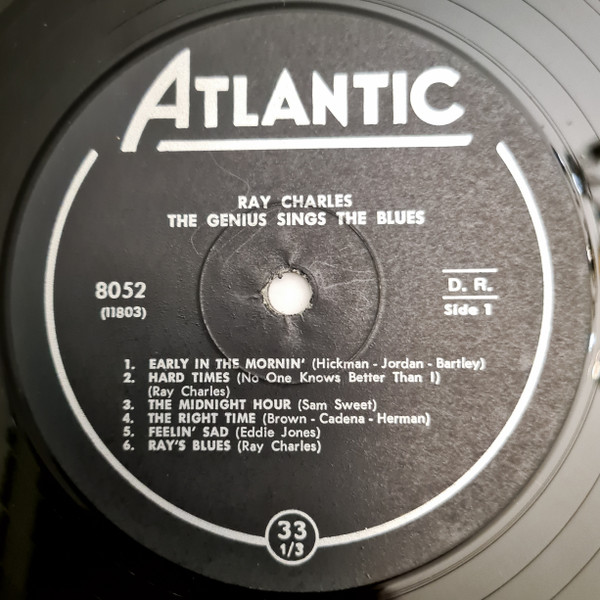 ATLANTIC
RAY CHARLES
THE GENIUS SINGS THE BLUES
8052
(11803)
D. R.
Side 1
1. EARLY IN THE MORNIN' (Hickman - Jordan - Bartley)
2. HARD TIMES (No One Knows Better Than I)
(Ray Charles)
3. THE MIDNIGHT HOUR (Sam Sweet)
4. THE RIGHT TIME (Brown - Cadena - Herman)
5. FEELIN' SAD (Eddie Jones)
6. RAY'S BLUES (Ray Charles)
33
1/3